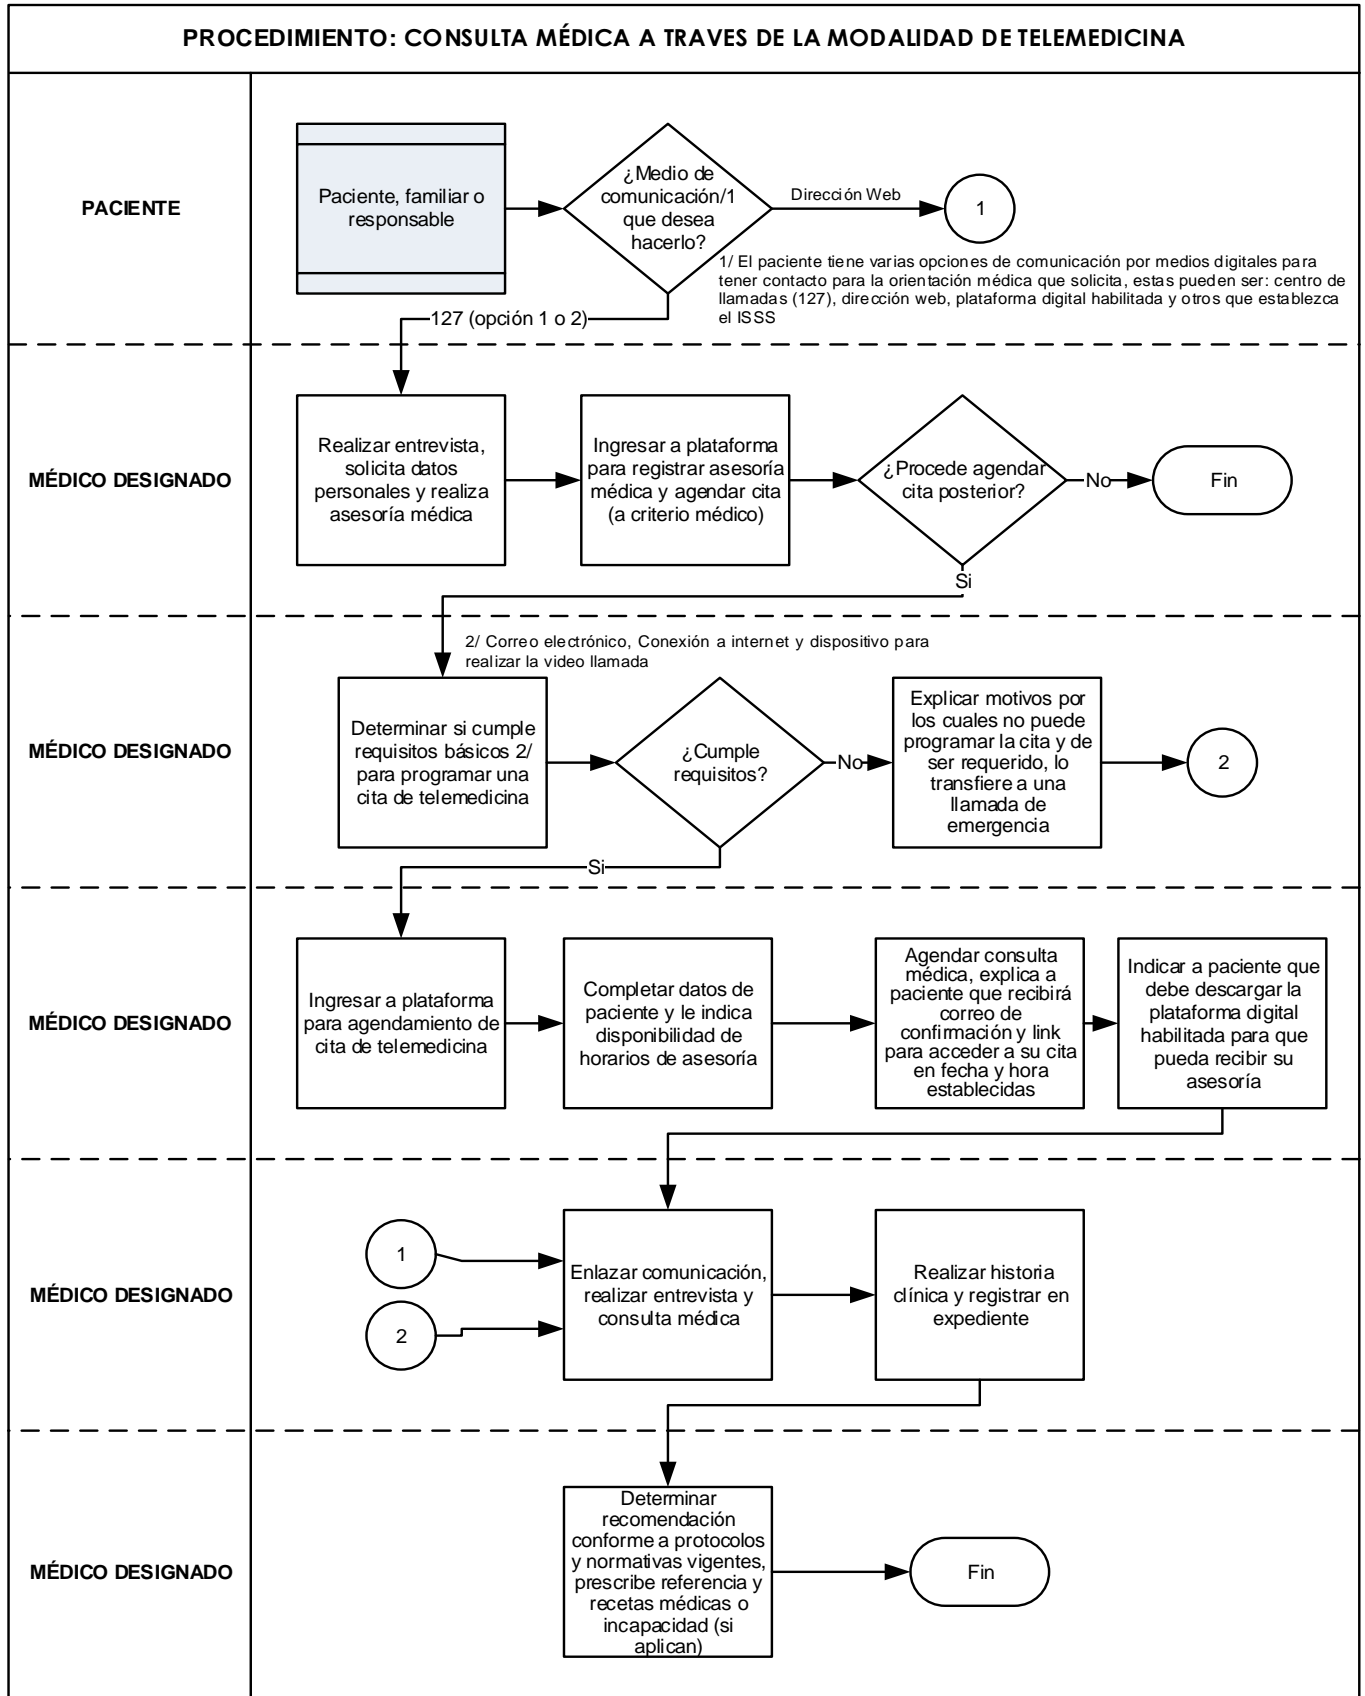 PROCEDIMIENTO: CONSULTA MÉDICA A TRAVES DE LA MODALIDAD DE TELEMEDICINA
PACIENTE
Paciente, familiar o
responsable
¿Medio de
comunicación/1
que desea
hacerlo?
Dirección Web
1
1/ El paciente tiene varias opciones de comunicación por medios digitales para
tener contacto para la orientación médica que solicita, estas pueden ser: centro de
llamadas (127), dirección web, plataforma digital habilitada y otros que establezca
el ISSS
127 (opción 1 o 2)
MÉDICO DESIGNADO
Realizar entrevista,
solicita datos
personales y realiza
asesoría médica
Ingresar a plataforma
para registrar asesoría
médica y agendar cita
(a criterio médico)
¿Procede agendar
cita posterior?
No
Fin
Si
MÉDICO DESIGNADO
2/ Correo electrónico, Conexión a internet y dispositivo para
realizar la video llamada
Determinar si cumple
requisitos básicos 2/
para programar una
cita de telemedicina
¿Cumple
requisitos?
No
Explicar motivos por
los cuales no puede
programar la cita y de
ser requerido, lo
transfiere a una
llamada de
emergencia
2
Si
MÉDICO DESIGNADO
Ingresar a plataforma
para agendamiento de
cita de telemedicina
Completar datos de
paciente y le indica
disponibilidad de
horarios de asesoría
Agendar consulta
médica, explica a
paciente que recibirá
correo de
confirmación y link
para acceder a su cita
en fecha y hora
establecidas
Indicar a paciente que
debe descargar la
plataforma digital
habilitada para que
pueda recibir su
asesoría
MÉDICO DESIGNADO
1
2
Enlazar comunicación,
realizar entrevista y
consulta médica
Realizar historia
clínica y registrar en
expediente
MÉDICO DESIGNADO
Determinar
recomendación
conforme a protocolos
y normativas vigentes,
prescribe referencia y
recetas médicas o
incapacidad (si
aplican)
Fin